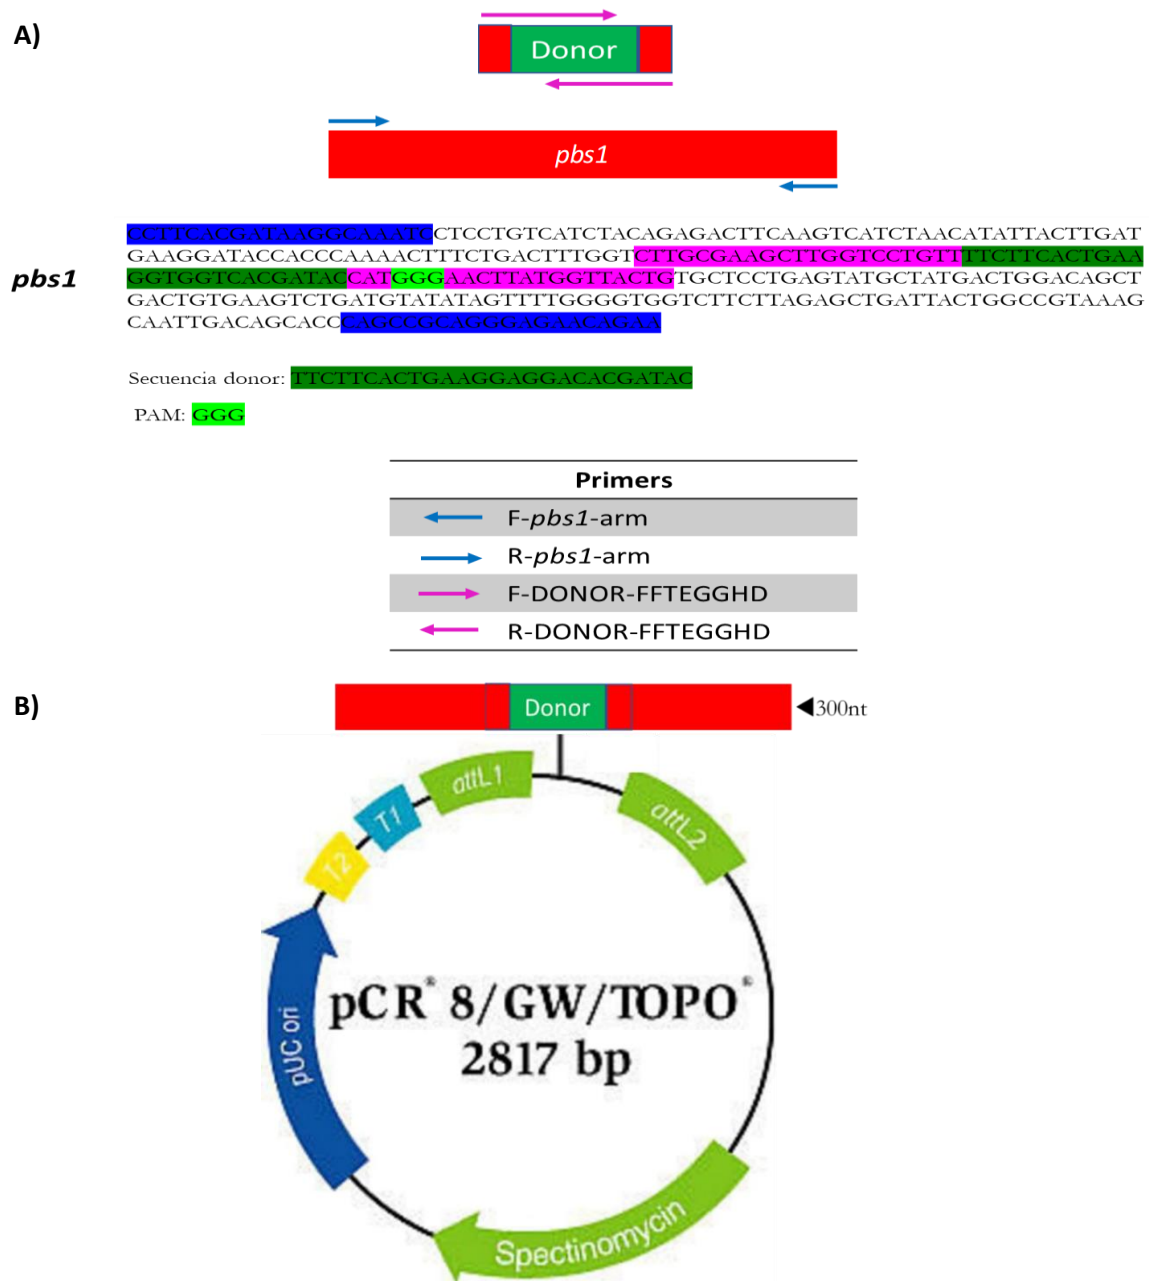 A)
Donor
pbs1
pbs1
CCTTCACGATAAGGCAAATCCTCCTGTCATCTACAGAGACTTCAAGTCATCTAACATATTACTTGAT
GAAGGATACCACCCAAAACTTTCTGACTTTGGTCTTGCGAAGCTTGGTCCTGTTTTCTTCACTGAA
GGTGGTCACGATACCATGGGAACTTATGGTTACTGTGCTCCTGAGTATGCTATGACTGGACAGCT
GACTGTGAAGTCTGATGTATATAGTTTTGGGGTGGTCTTCTTAGAGCTGATTACTGGCCGTAAAG
CAATTGACAGCACCCAGCCGCAGGGAGAACAGAA
Secuencia donor: TTCTTCACTGAAGGAGGACACGATAC
PAM: GGG
Primers
F-pbs1-arm
R-pbs1-arm
F-DONOR-FFTEGGHD
R-DONOR-FFTEGGHD
B)
Donor
300nt
attL1
attL2
T1
T2
pUC ori
pCR® 8/GW/TOPO®
2817 bp
Spectinomycin